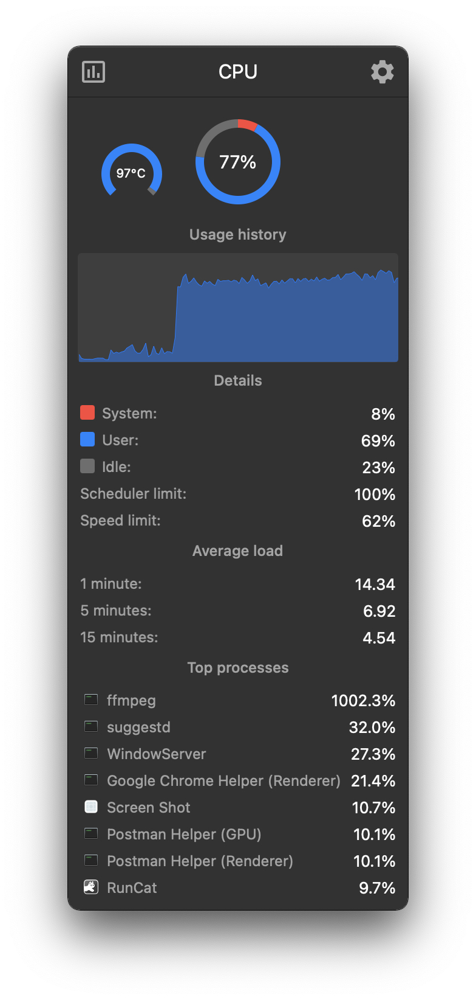 CPU
97°C
77%
Usage history
Details
System: 8%
User: 69%
Idle: 23%
Scheduler limit: 100%
Speed limit: 62%
Average load
1 minute: 14.34
5 minutes: 6.92
15 minutes: 4.54
Top processes
ffmpeg 1002.3%
suggestd 32.0%
WindowServer 27.3%
Google Chrome Helper (Renderer) 21.4%
Screen Shot 10.7%
Postman Helper (GPU) 10.1%
Postman Helper (Renderer) 10.1%
RunCat 9.7%